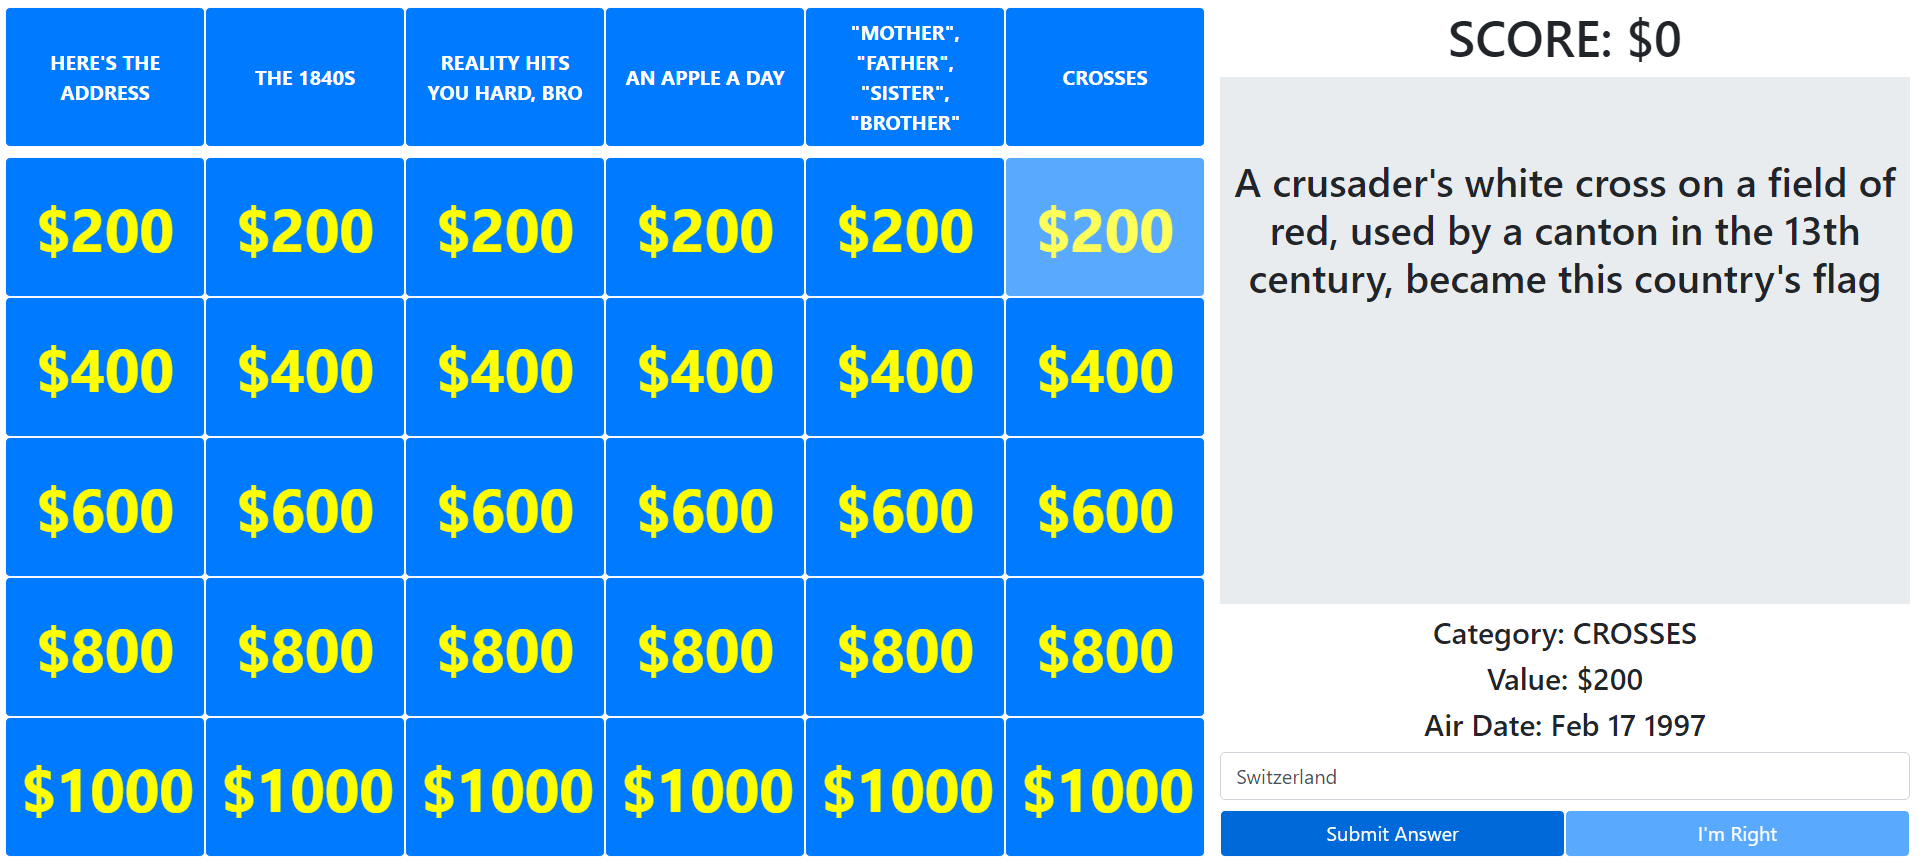 HERE'S THE
ADDRESS
THE 1840S
REALITY HITS
YOU HARD, BRO
AN APPLE A DAY
"MOTHER",
"FATHER",
"SISTER",
"BROTHER"
CROSSES
$200 $200 $200 $200 $200 $200
$400 $400 $400 $400 $400 $400
$600 $600 $600 $600 $600 $600
$800 $800 $800 $800 $800 $800
$1000 $1000 $1000 $1000 $1000 $1000
SCORE: $0
A crusader's white cross on a field of
red, used by a canton in the 13th
century, became this country's flag
Category: CROSSES
Value: $200
Air Date: Feb 17 1997
Switzerland
Submit Answer
I'm Right